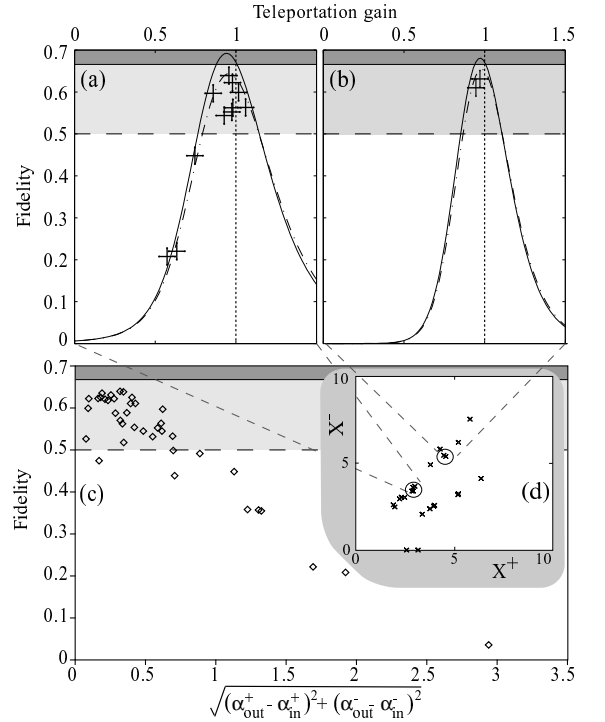 Teleportation gain
0 0.5 1 0 0.5 1 1.5
0.7
0.6
0.5
0.4
0.3
0.2
0.1
0
Fidelity
(a)
(b)
0.7
0.6
0.5
0.4
0.3
0.2
0.1
0
Fidelity
(c)
10
5
0
X⁻
(d)
0 5 10
X⁺
0 0.5 1 1.5 2 2.5 3 3.5
√(α⁺out - α⁺in)² + (α⁻out - α⁻in)²